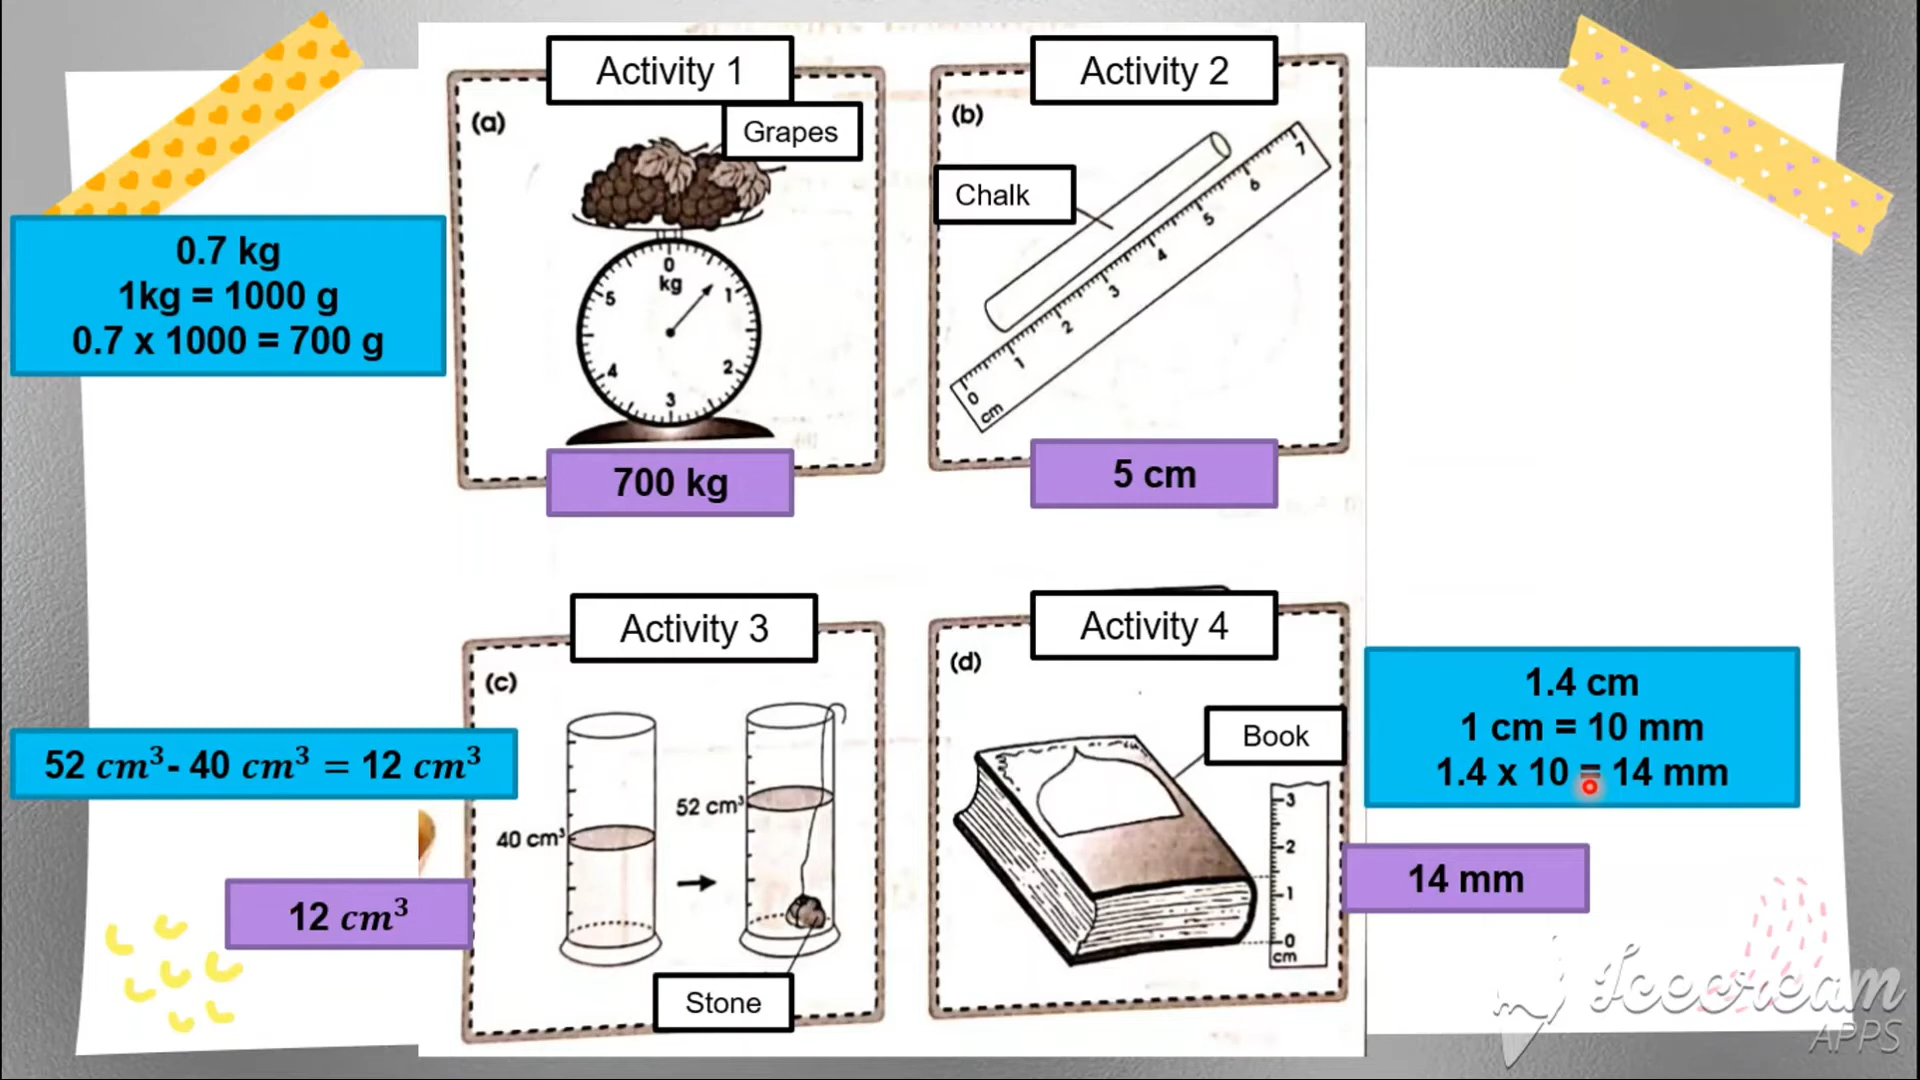 Activity 1
(a)
Grapes
0
kg
1
2
3
4
5
0.7 kg
1kg = 1000 g
0.7 x 1000 = 700 g
700 kg
Activity 2
(b)
Chalk
0
1
2
3
4
5
6
7
cm
5 cm
Activity 3
(c)
52 cm³- 40 cm³ = 12 cm³
40 cm³
52 cm³
12 cm³
Stone
Activity 4
(d)
Book
3
2
1
0
cm
1.4 cm
1 cm = 10 mm
1.4 x 10 = 14 mm
14 mm
Icecream
APPS